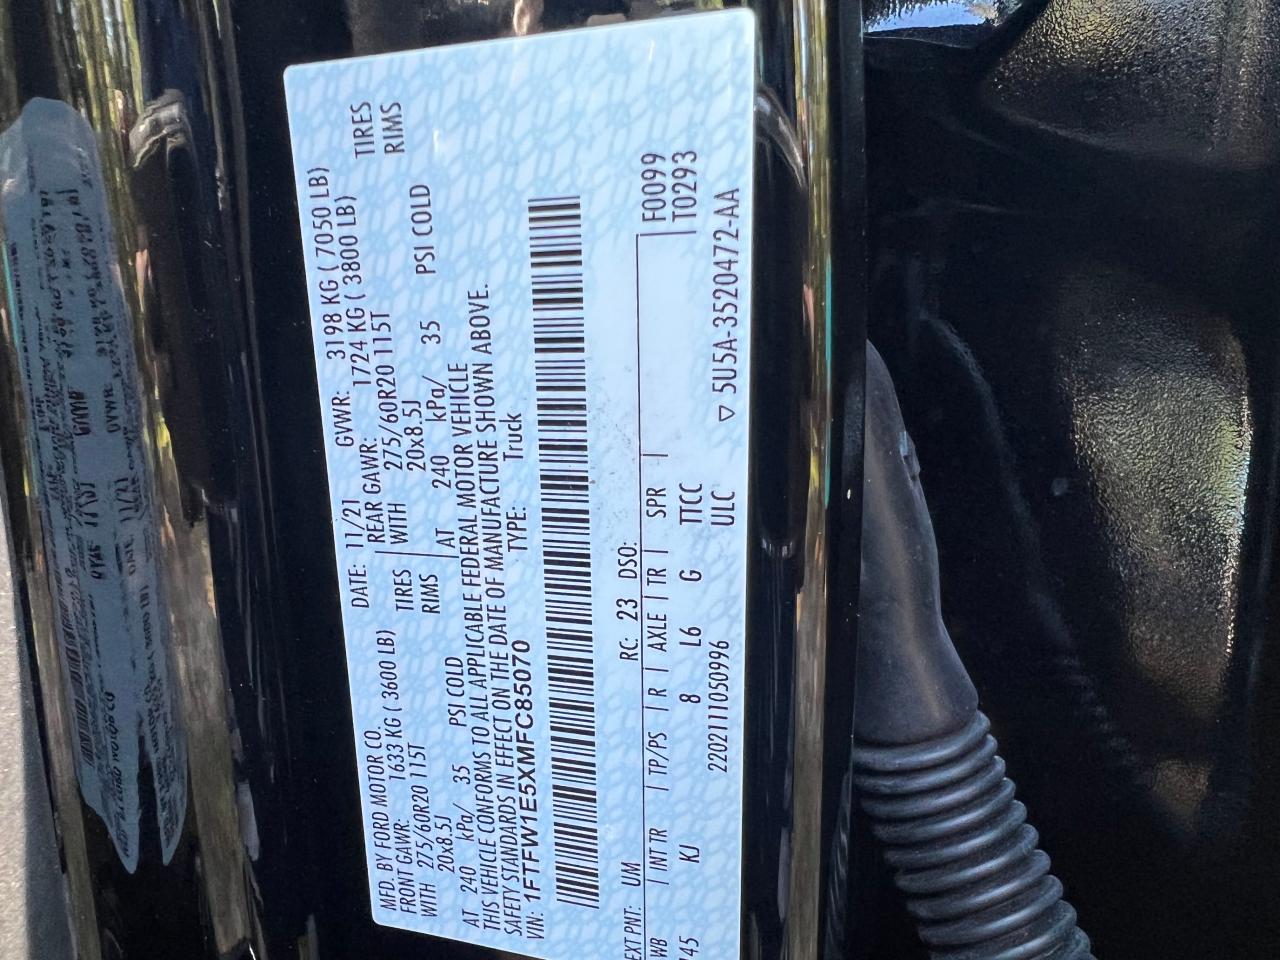 MFD. BY FORD MOTOR CO.
DATE: 11/21 GVWR: 3198 KG ( 7050 LB)
FRONT GAWR: 1633 KG ( 3600 LB)
REAR GAWR: 1724 KG ( 3800 LB)
WITH 275/60R20 115T TIRES
WITH 275/60R20 115T TIRES
20x8.5J RIMS
20x8.5J RIMS
AT 240 kPa/ 35 PSI COLD
AT 240 kPa/ 35 PSI COLD
THIS VEHICLE CONFORMS TO ALL APPLICABLE FEDERAL MOTOR VEHICLE
SAFETY STANDARDS IN EFFECT ON THE DATE OF MANUFACTURE SHOWN ABOVE.
VIN: 1FTFW1E5XMFC85070
TYPE: Truck
EXT PNT: UM RC: 23 DSO: F0099
WB INT TR TP/PS R AXLE TR SPR T0293
145 KJ 8 L6 G TTCC
ULC
2202111050996 ▽ 5U5A-3520472-AA